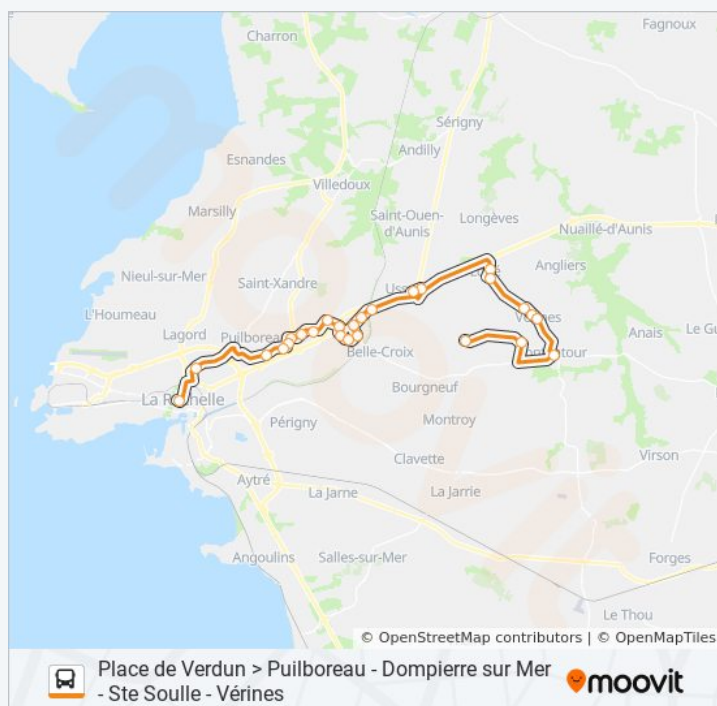 Fagnoux
Charron
Sérigny
Andilly
Esnandes
Villedoux
Marsilly
Saint-Ouen-
d'Aunis
Longèves
Nuaillé-d'Aunis
Angliers
Nieul-sur-Mer
Saint-Xandre
L'Houmeau
Lagord
Puilboreau
Anais
Le Gu
Belle-Croix
Bourgneuf
Périgny
Montroy
Virson
Clavette
Aytré
La Jarne
La Jarrie
Angoulins
Salles-sur-Mer
Forges
Le Thou
© OpenStreetMap contributors | © OpenMapTiles
Place de Verdun > Puilboreau - Dompierre sur Mer
- Ste Soulle - Vérines
moovit